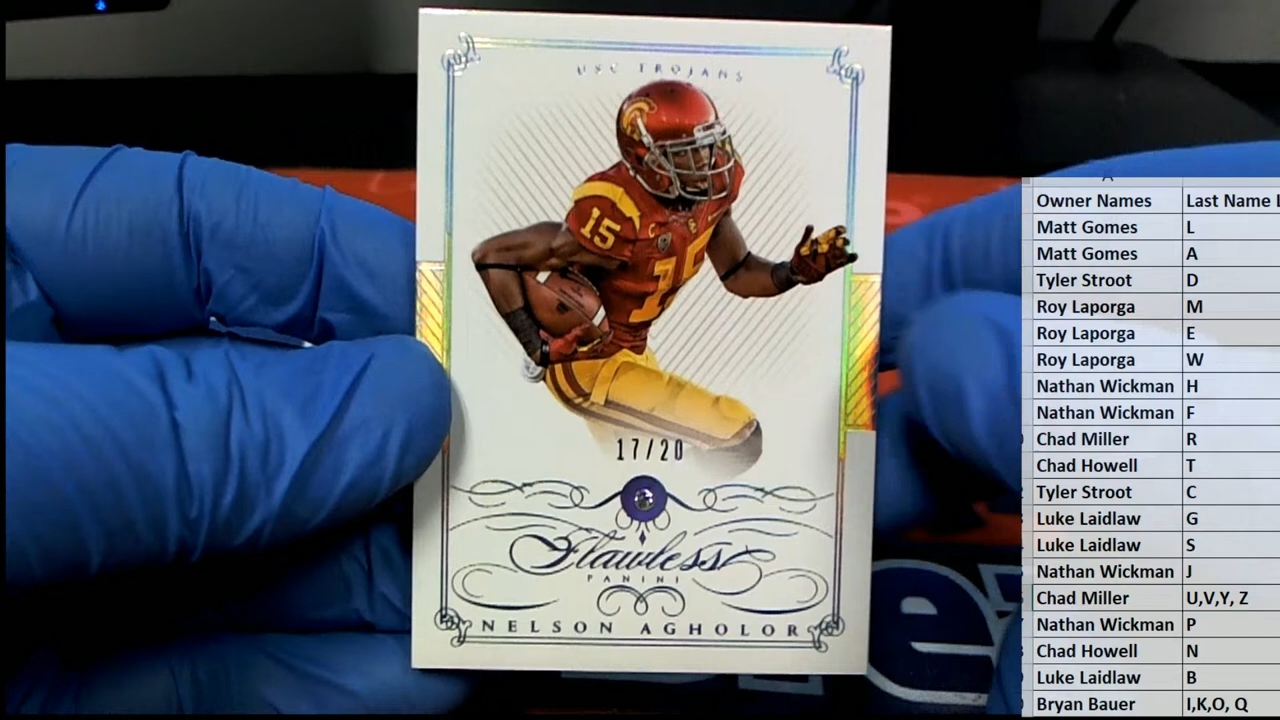 USC TROJANS
15
15
17/20
Flawless
PANINI
NELSON AGHOLOR
A
Owner Names Last Name L
Matt Gomes L
Matt Gomes A
Tyler Stroot D
Roy Laporga M
Roy Laporga E
Roy Laporga W
Nathan Wickman H
Nathan Wickman F
Chad Miller R
Chad Howell T
Tyler Stroot C
Luke Laidlaw G
Luke Laidlaw S
Nathan Wickman J
Chad Miller U,V,Y, Z
Nathan Wickman P
Chad Howell N
Luke Laidlaw B
Bryan Bauer I,K,O, Q